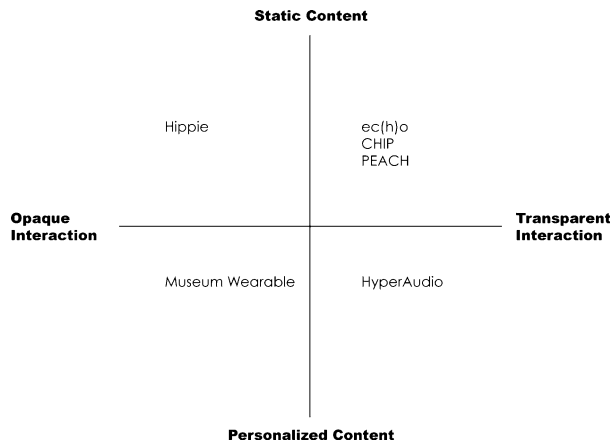 Static Content
Hippie
ec(h)o
CHIP
PEACH
Opaque
Interaction
Transparent
Interaction
Museum Wearable
HyperAudio
Personalized Content